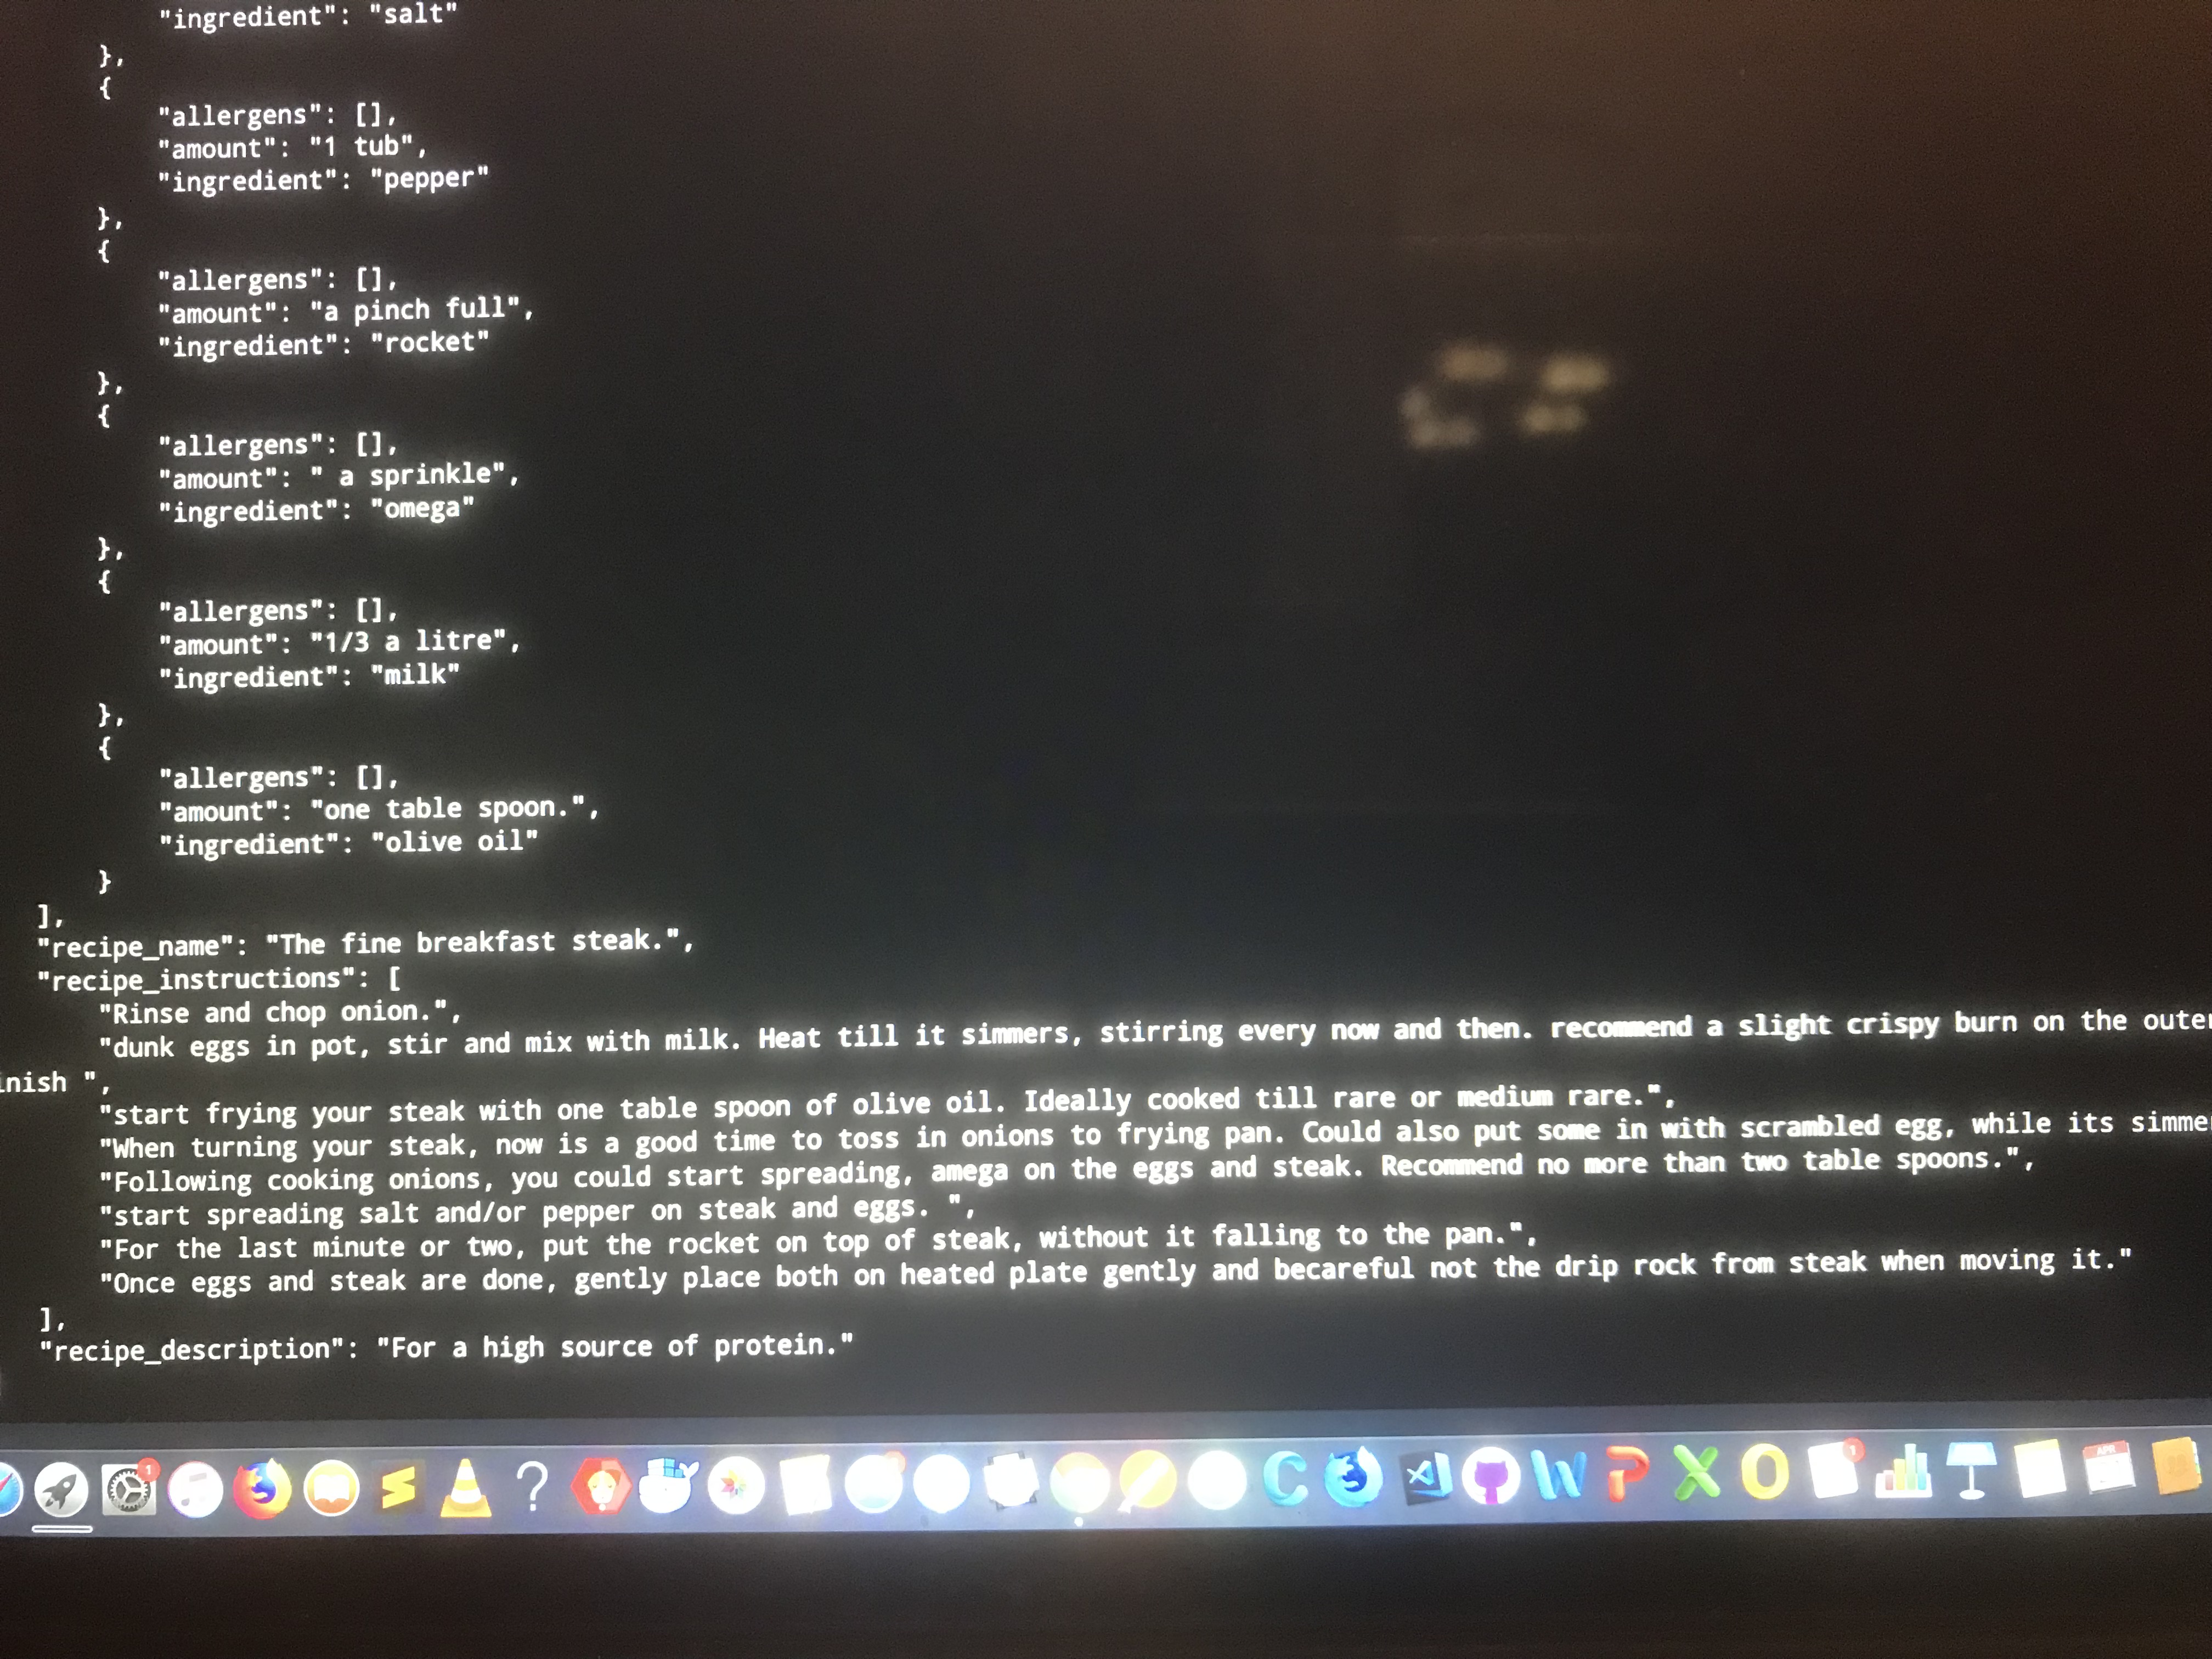 "ingredient": "salt"
},
{
"allergens": [],
"amount": "1 tub",
"ingredient": "pepper"
},
{
"allergens": [],
"amount": "a pinch full",
"ingredient": "rocket"
},
{
"allergens": [],
"amount": " a sprinkle",
"ingredient": "omega"
},
{
"allergens": [],
"amount": "1/3 a litre",
"ingredient": "milk"
},
{
"allergens": [],
"amount": "one table spoon.",
"ingredient": "olive oil"
}
],
"recipe_name": "The fine breakfast steak.",
"recipe_instructions": [
"Rinse and chop onion.",
"dunk eggs in pot, stir and mix with milk. Heat till it simmers, stirring every now and then. recommend a slight crispy burn on the outer
inish ",
"start frying your steak with one table spoon of olive oil. Ideally cooked till rare or medium rare.",
"When turning your steak, now is a good time to toss in onions to frying pan. Could also put some in with scrambled egg, while its simme
"Following cooking onions, you could start spreading, amega on the eggs and steak. Recommend no more than two table spoons.",
"start spreading salt and/or pepper on steak and eggs. ",
"For the last minute or two, put the rocket on top of steak, without it falling to the pan.",
"Once eggs and steak are done, gently place both on heated plate gently and becareful not the drip rock from steak when moving it."
],
"recipe_description": "For a high source of protein."
1
?
C
W
P
X
O
1
APR